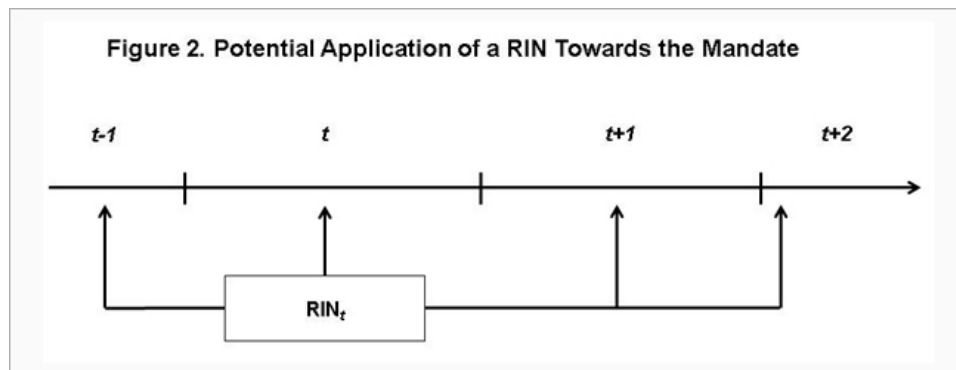 Figure 2. Potential Application of a RIN Towards the Mandate
t-1 t t+1 t+2
RINt